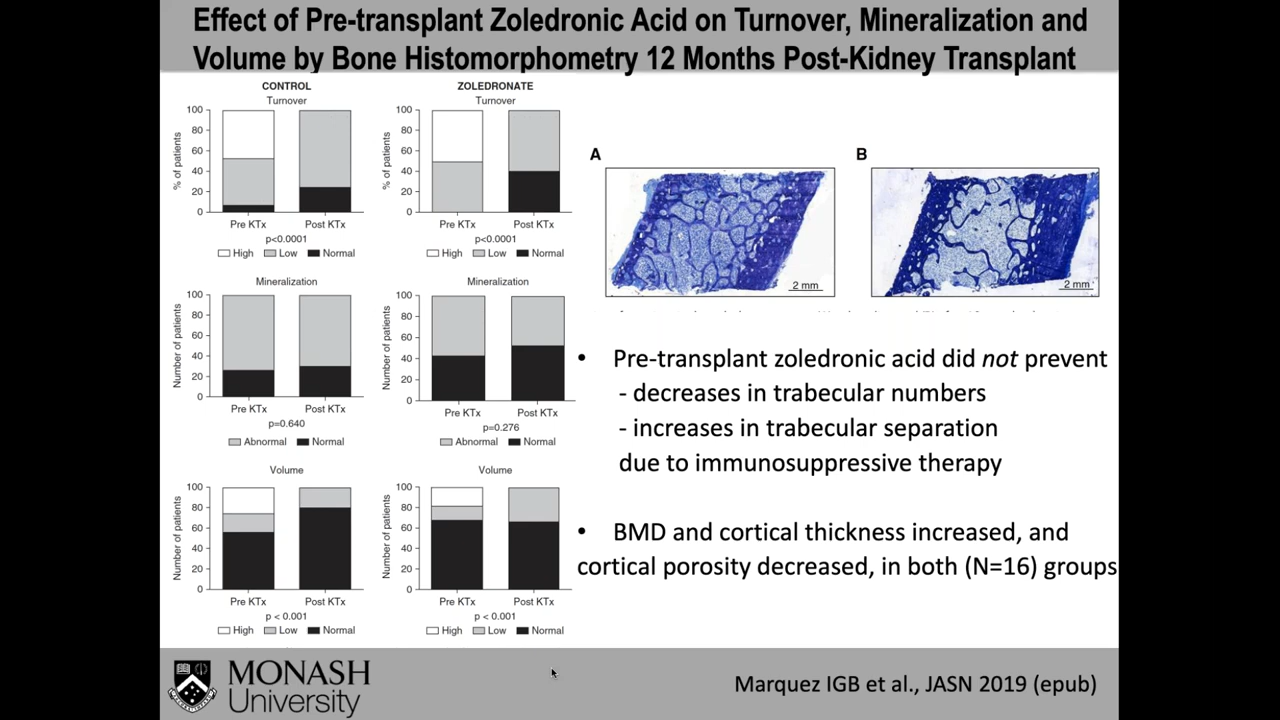 Effect of Pre-transplant Zoledronic Acid on Turnover, Mineralization and
Volume by Bone Histomorphometry 12 Months Post-Kidney Transplant
CONTROL
Turnover
% of patients
100
80
60
40
20
0
Pre KTx Post KTx
p<0.0001
High Low Normal
ZOLEDRONATE
Turnover
% of patients
100
80
60
40
20
0
Pre KTx Post KTx
p<0.0001
High Low Normal
Mineralization
Number of patients
100
80
60
40
20
0
Pre KTx Post KTx
p=0.640
Abnormal Normal
Mineralization
Number of patients
100
80
60
40
20
0
Pre KTx Post KTx
p=0.276
Abnormal Normal
Volume
Number of patients
100
80
60
40
20
0
Pre KTx Post KTx
p < 0.001
High Low Normal
Volume
Number of patients
100
80
60
40
20
0
Pre KTx Post KTx
p < 0.001
High Low Normal
A
2 mm
B
2 mm
• Pre-transplant zoledronic acid did not prevent
- decreases in trabecular numbers
- increases in trabecular separation
due to immunosuppressive therapy
• BMD and cortical thickness increased, and
cortical porosity decreased, in both (N=16) groups
MONASH
University
Marquez IGB et al., JASN 2019 (epub)